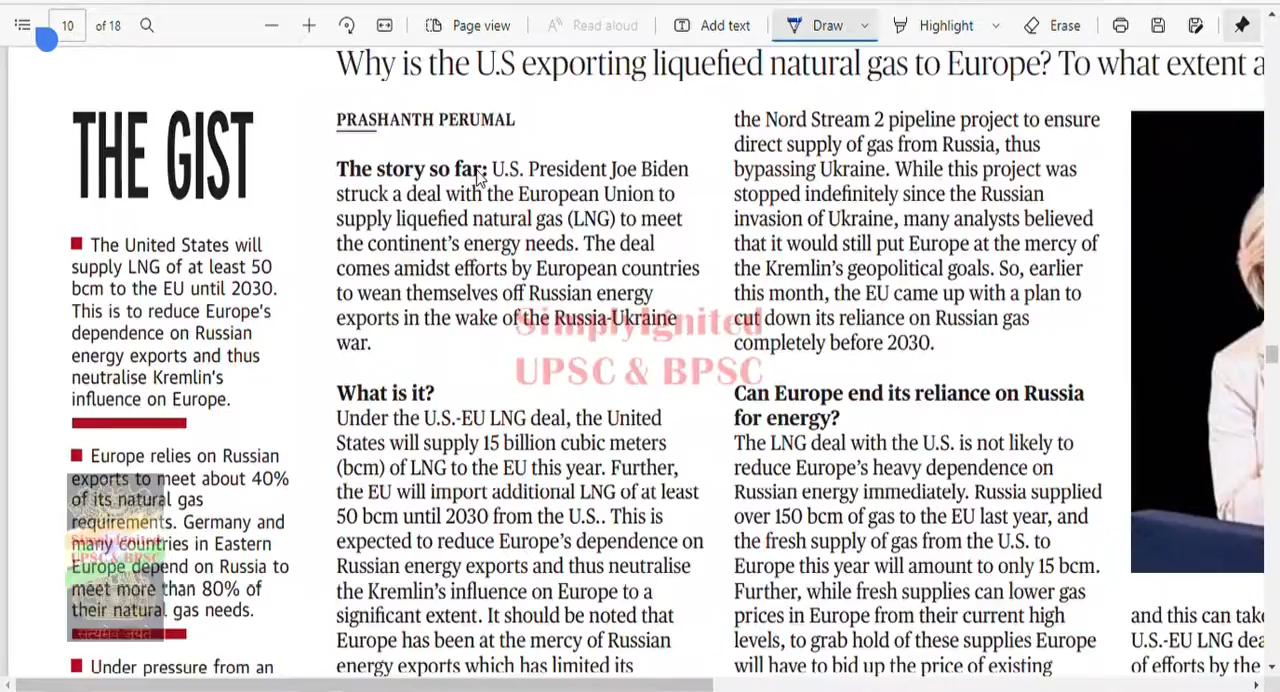 10 of 18
Page view
Read aloud
Add text
Draw
Highlight
Erase
Why is the U.S exporting liquefied natural gas to Europe? To what extent a
THE GIST
The United States will
supply LNG of at least 50
bcm to the EU until 2030.
This is to reduce Europe's
dependence on Russian
energy exports and thus
neutralise Kremlin's
influence on Europe.
Europe relies on Russian
exports to meet about 40%
of its natural gas
requirements. Germany and
many countries in Eastern
Europe depend on Russia to
meet more than 80% of
their natural gas needs.
Under pressure from an
PRASHANTH PERUMAL
The story so far: U.S. President Joe Biden
struck a deal with the European Union to
supply liquefied natural gas (LNG) to meet
the continent's energy needs. The deal
comes amidst efforts by European countries
to wean themselves off Russian energy
exports in the wake of the Russia-Ukraine
war.
What is it?
Under the U.S.-EU LNG deal, the United
States will supply 15 billion cubic meters
(bcm) of LNG to the EU this year. Further,
the EU will import additional LNG of at least
50 bcm until 2030 from the U.S.. This is
expected to reduce Europe's dependence on
Russian energy exports and thus neutralise
the Kremlin's influence on Europe to a
significant extent. It should be noted that
Europe has been at the mercy of Russian
energy exports which has limited its
the Nord Stream 2 pipeline project to ensure
direct supply of gas from Russia, thus
bypassing Ukraine. While this project was
stopped indefinitely since the Russian
invasion of Ukraine, many analysts believed
that it would still put Europe at the mercy of
the Kremlin's geopolitical goals. So, earlier
this month, the EU came up with a plan to
cut down its reliance on Russian gas
completely before 2030.
Can Europe end its reliance on Russia
for energy?
The LNG deal with the U.S. is not likely to
reduce Europe's heavy dependence on
Russian energy immediately. Russia supplied
over 150 bcm of gas to the EU last year, and
the fresh supply of gas from the U.S. to
Europe this year will amount to only 15 bcm.
Further, while fresh supplies can lower gas
prices in Europe from their current high
levels, to grab hold of these supplies Europe
will have to bid up the price of existing
and this can take
U.S.-EU LNG dea
of efforts by the
SimplyIgnited
UPSC & BPSC
SimplyIgnited
UPSC & BPSC